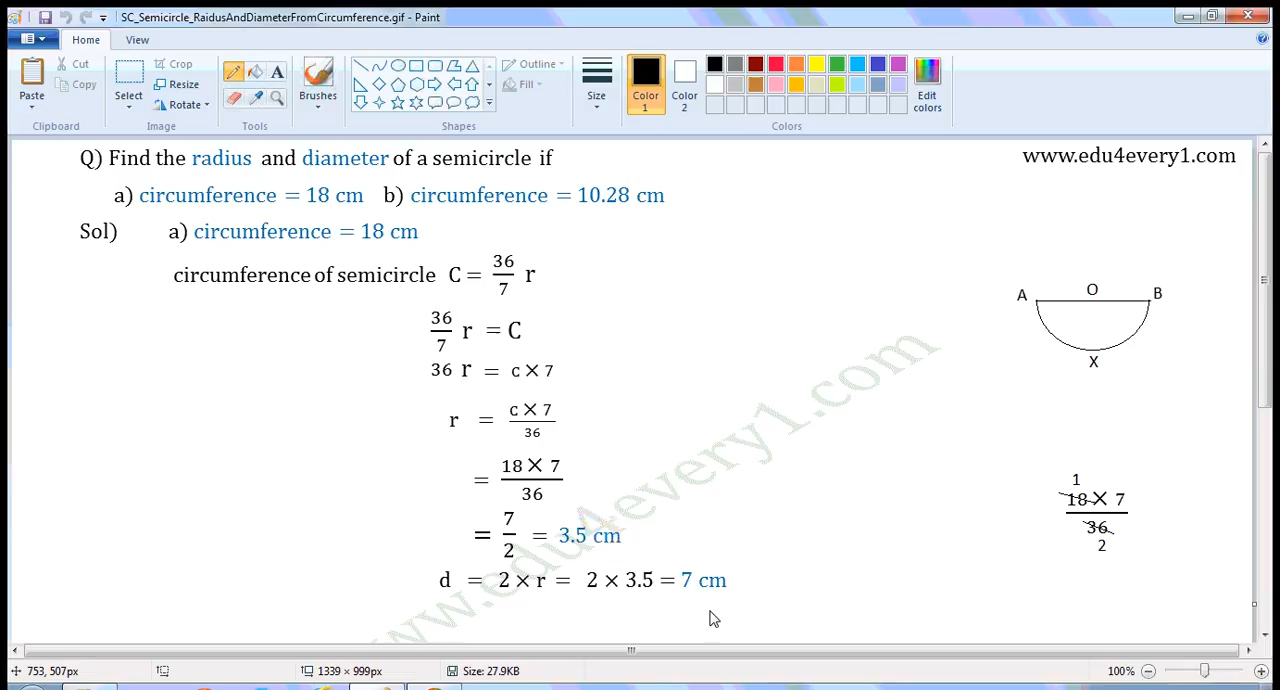 SC_Semicircle_RaidusAndDiameterFromCircumference.gif - Paint
Home View
Cut
Crop
Outline
Copy
Resize
Fill
Paste
Select
Rotate
Brushes
Size
Color 1
Color 2
Edit colors
Clipboard Image Tools Shapes Colors
Q) Find the radius and diameter of a semicircle if
www.edu4every1.com
a) circumference = 18 cm b) circumference = 10.28 cm
Sol) a) circumference = 18 cm
circumference of semicircle C = 36/7 r
A O B
X
36/7 r = C
36 r = C × 7
r = C × 7/36
= 18 × 7/36
1
18 × 7
36
2
= 7/2 = 3.5 cm
d = 2 × r = 2 × 3.5 = 7 cm
www.edu4every1.com
753, 507px
1339 × 999px
Size: 27.9KB
100%